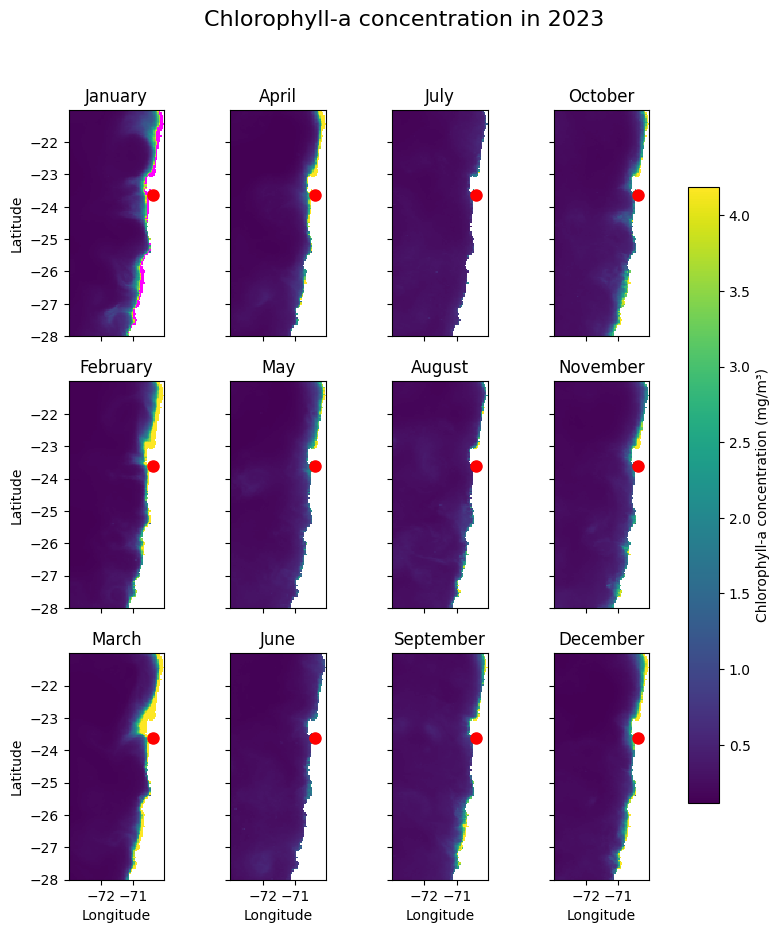 Chlorophyll-a concentration in 2023
January
April
July
October
−22
−23
−24
−25
−26
−27
−28
Latitude
February
May
August
November
−22
−23
−24
−25
−26
−27
−28
Latitude
March
June
September
December
−22
−23
−24
−25
−26
−27
−28
Latitude
−72 −71
−72 −71
−72 −71
−72 −71
Longitude
Longitude
Longitude
Longitude
4.0
3.5
3.0
2.5
2.0
1.5
1.0
0.5
Chlorophyll-a concentration (mg/m³)